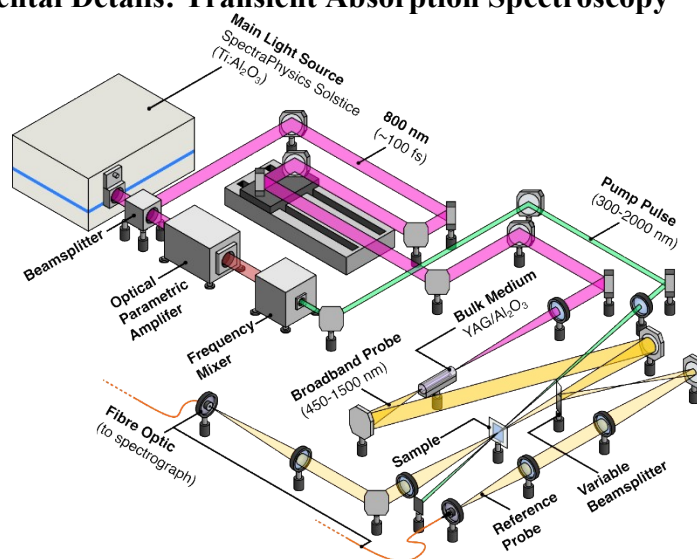 ental Details: Transient Absorption Spectroscopy
Main Light Source
SpectraPhysics Solstice
(Ti:Al₂O₃)
800 nm
(~100 fs)
Pump Pulse
(300-2000 nm)
Beamsplitter
Optical
Parametric
Amplifer
Frequency
Mixer
Bulk Medium
YAG/Al₂O₃
Broadband Probe
(450-1500 nm)
Fibre Optic
(to spectrograph)
Sample
Variable
Beamsplitter
Reference
Probe